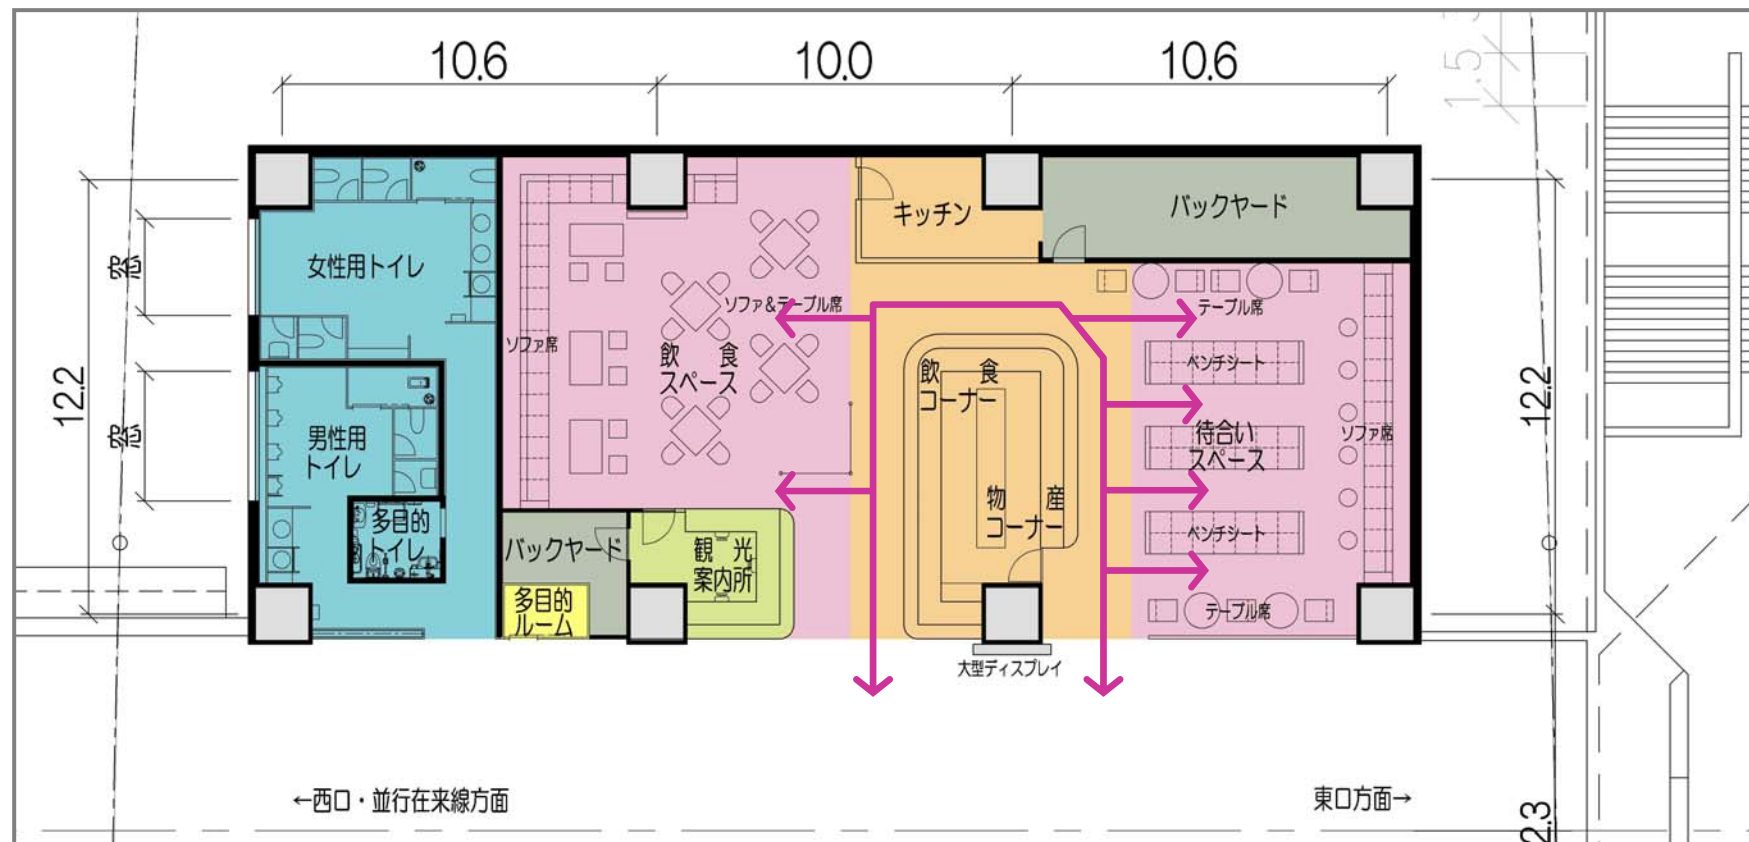 10.6
10.0
10.6
1.5
キッチン
バックヤード
女性用トイレ
窓
ソファ&テーブル席
テーブル席
ソファ席
飲 食
スペース
飲 食
コーナー
ベンチシート
12.2
窓
男性用
トイレ
待合い
スペース
ソファ席
12.2
物 産
コーナー
多目的
トイレ
バックヤード
観 光
案内所
ベンチシート
多目的
ルーム
テーブル席
大型ディスプレイ
←西口・並行在来線方面
東口方面→
2.3